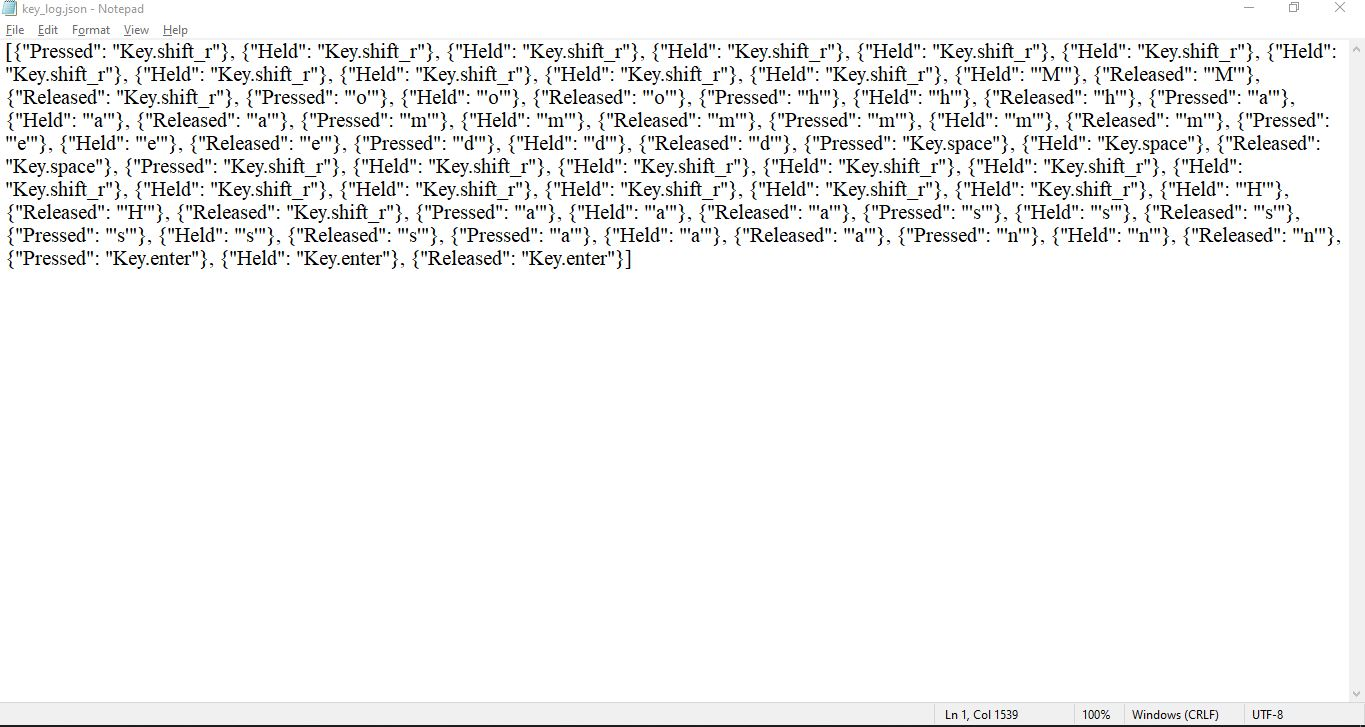 key_log.json - Notepad
File Edit Format View Help
[{"Pressed": "Key.shift_r"}, {"Held": "Key.shift_r"}, {"Held": "Key.shift_r"}, {"Held": "Key.shift_r"}, {"Held": "Key.shift_r"}, {"Held": "Key.shift_r"}, {"Held":
"Key.shift_r"}, {"Held": "Key.shift_r"}, {"Held": "Key.shift_r"}, {"Held": "Key.shift_r"}, {"Held": "Key.shift_r"}, {"Held": "'M'"}, {"Released": "'M'"},
{"Released": "Key.shift_r"}, {"Pressed": "'o'"}, {"Held": "'o'"}, {"Released": "'o'"}, {"Pressed": "'h'"}, {"Held": "'h'"}, {"Released": "'h'"}, {"Pressed": "'a'"},
{"Held": "'a'"}, {"Released": "'a'"}, {"Pressed": "'m'"}, {"Held": "'m'"}, {"Released": "'m'"}, {"Pressed": "'m'"}, {"Held": "'m'"}, {"Released": "'m'"}, {"Pressed":
"'e'"}, {"Held": "'e'"}, {"Released": "'e'"}, {"Pressed": "'d'"}, {"Held": "'d'"}, {"Released": "'d'"}, {"Pressed": "Key.space"}, {"Held": "Key.space"}, {"Released":
"Key.space"}, {"Pressed": "Key.shift_r"}, {"Held": "Key.shift_r"}, {"Held": "Key.shift_r"}, {"Held": "Key.shift_r"}, {"Held": "Key.shift_r"}, {"Held":
"Key.shift_r"}, {"Held": "Key.shift_r"}, {"Held": "Key.shift_r"}, {"Held": "Key.shift_r"}, {"Held": "Key.shift_r"}, {"Held": "Key.shift_r"}, {"Held": "'H'"},
{"Released": "'H'"}, {"Released": "Key.shift_r"}, {"Pressed": "'a'"}, {"Held": "'a'"}, {"Released": "'a'"}, {"Pressed": "'s'"}, {"Held": "'s'"}, {"Released": "'s'"},
{"Pressed": "'s'"}, {"Held": "'s'"}, {"Released": "'s'"}, {"Pressed": "'a'"}, {"Held": "'a'"}, {"Released": "'a'"}, {"Pressed": "'n'"}, {"Held": "'n'"}, {"Released": "'n'"},
{"Pressed": "Key.enter"}, {"Held": "Key.enter"}, {"Released": "Key.enter"}]
Ln 1, Col 1539 100% Windows (CRLF) UTF-8